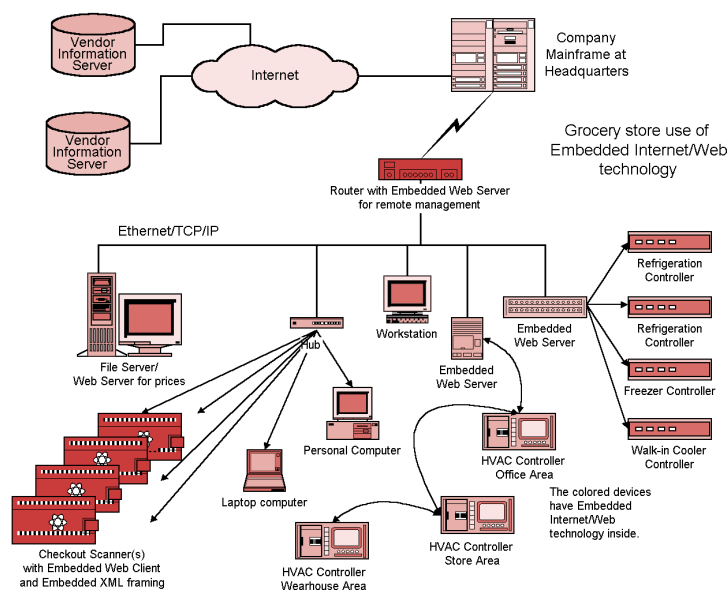 Vendor
Information
Server
Internet
Company
Mainframe at
Headquarters
Vendor
Information
Server
Grocery store use of
Embedded Internet/Web
technology
Router with Embedded Web Server
for remote management
Ethernet/TCP/IP
Refrigeration
Controller
File Server/
Web Server for prices
Hub
Workstation
Embedded
Web Server
Embedded
Web Server
Refrigeration
Controller
Freezer Controller
Personal Computer
Laptop computer
HVAC Controller
Office Area
Walk-in Cooler
Controller
The colored devices
have Embedded
Internet/Web
technology inside.
Checkout Scanner(s)
with Embedded Web Client
and Embedded XML framing
HVAC Controller
Wearhouse Area
HVAC Controller
Store Area